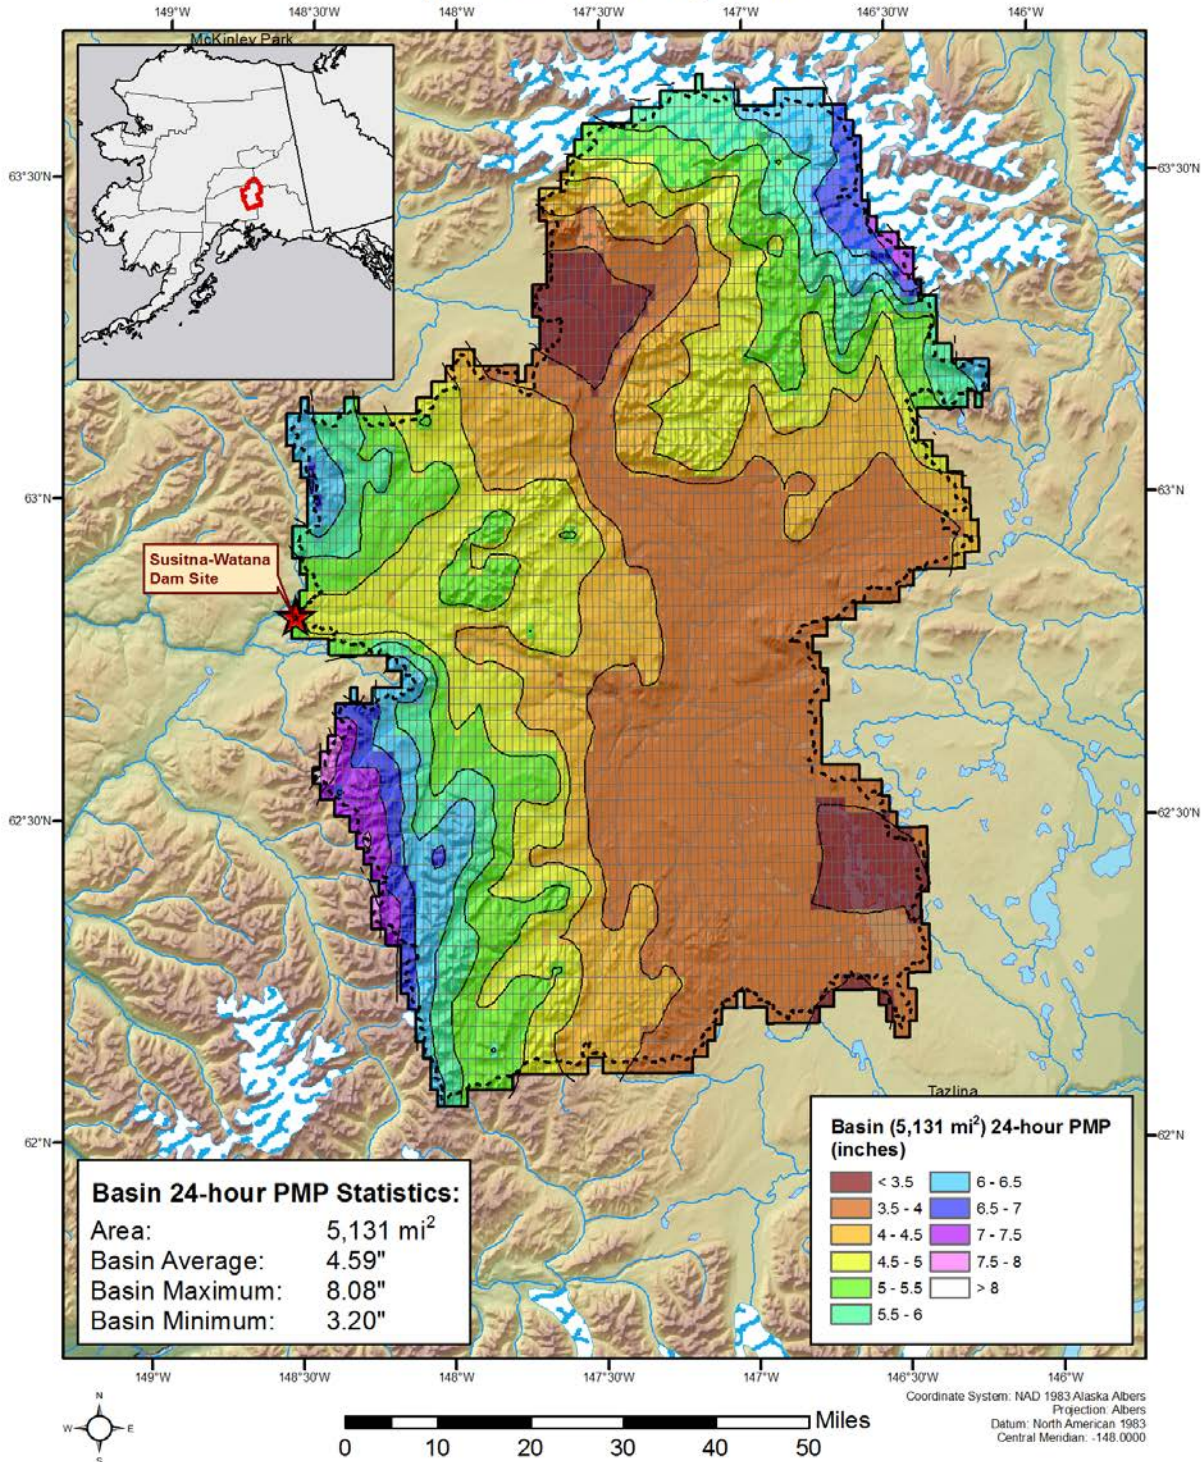 149°W 148°30'W 148°W 147°30'W 147°W 146°30'W 146°W
McKinley Park
63°30'N 63°30'N
63°N 63°N
Susitna-Watana
Dam Site
62°30'N 62°30'N
Tazlina
62°N 62°N
Basin (5,131 mi²) 24-hour PMP
(inches)
< 3.5 6 - 6.5
3.5 - 4 6.5 - 7
4 - 4.5 7 - 7.5
4.5 - 5 7.5 - 8
5 - 5.5 > 8
5.5 - 6
Basin 24-hour PMP Statistics:
Area: 5,131 mi²
Basin Average: 4.59"
Basin Maximum: 8.08"
Basin Minimum: 3.20"
149°W 148°30'W 148°W 147°30'W 147°W 146°30'W 146°W
N
W E
S
Miles
0 10 20 30 40 50
Coordinate System: NAD 1983 Alaska Albers
Projection: Albers
Datum: North American 1983
Central Meridian: -148.0000